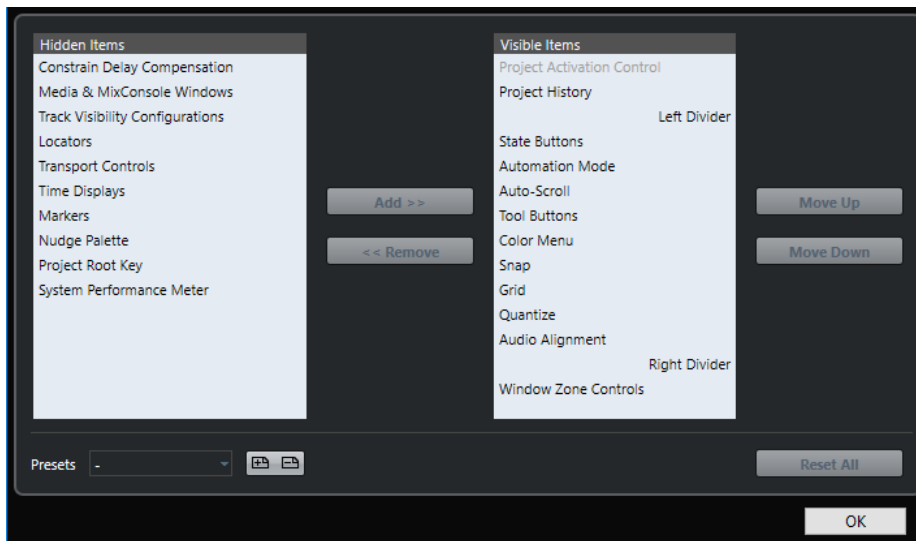 Hidden Items
Constrain Delay Compensation
Media & MixConsole Windows
Track Visibility Configurations
Locators
Transport Controls
Time Displays
Markers
Nudge Palette
Project Root Key
System Performance Meter
Add >>
<< Remove
Visible Items
Project Activation Control
Project History
Left Divider
State Buttons
Automation Mode
Auto-Scroll
Tool Buttons
Color Menu
Snap
Grid
Quantize
Audio Alignment
Right Divider
Window Zone Controls
Move Up
Move Down
Presets -
Reset All
OK